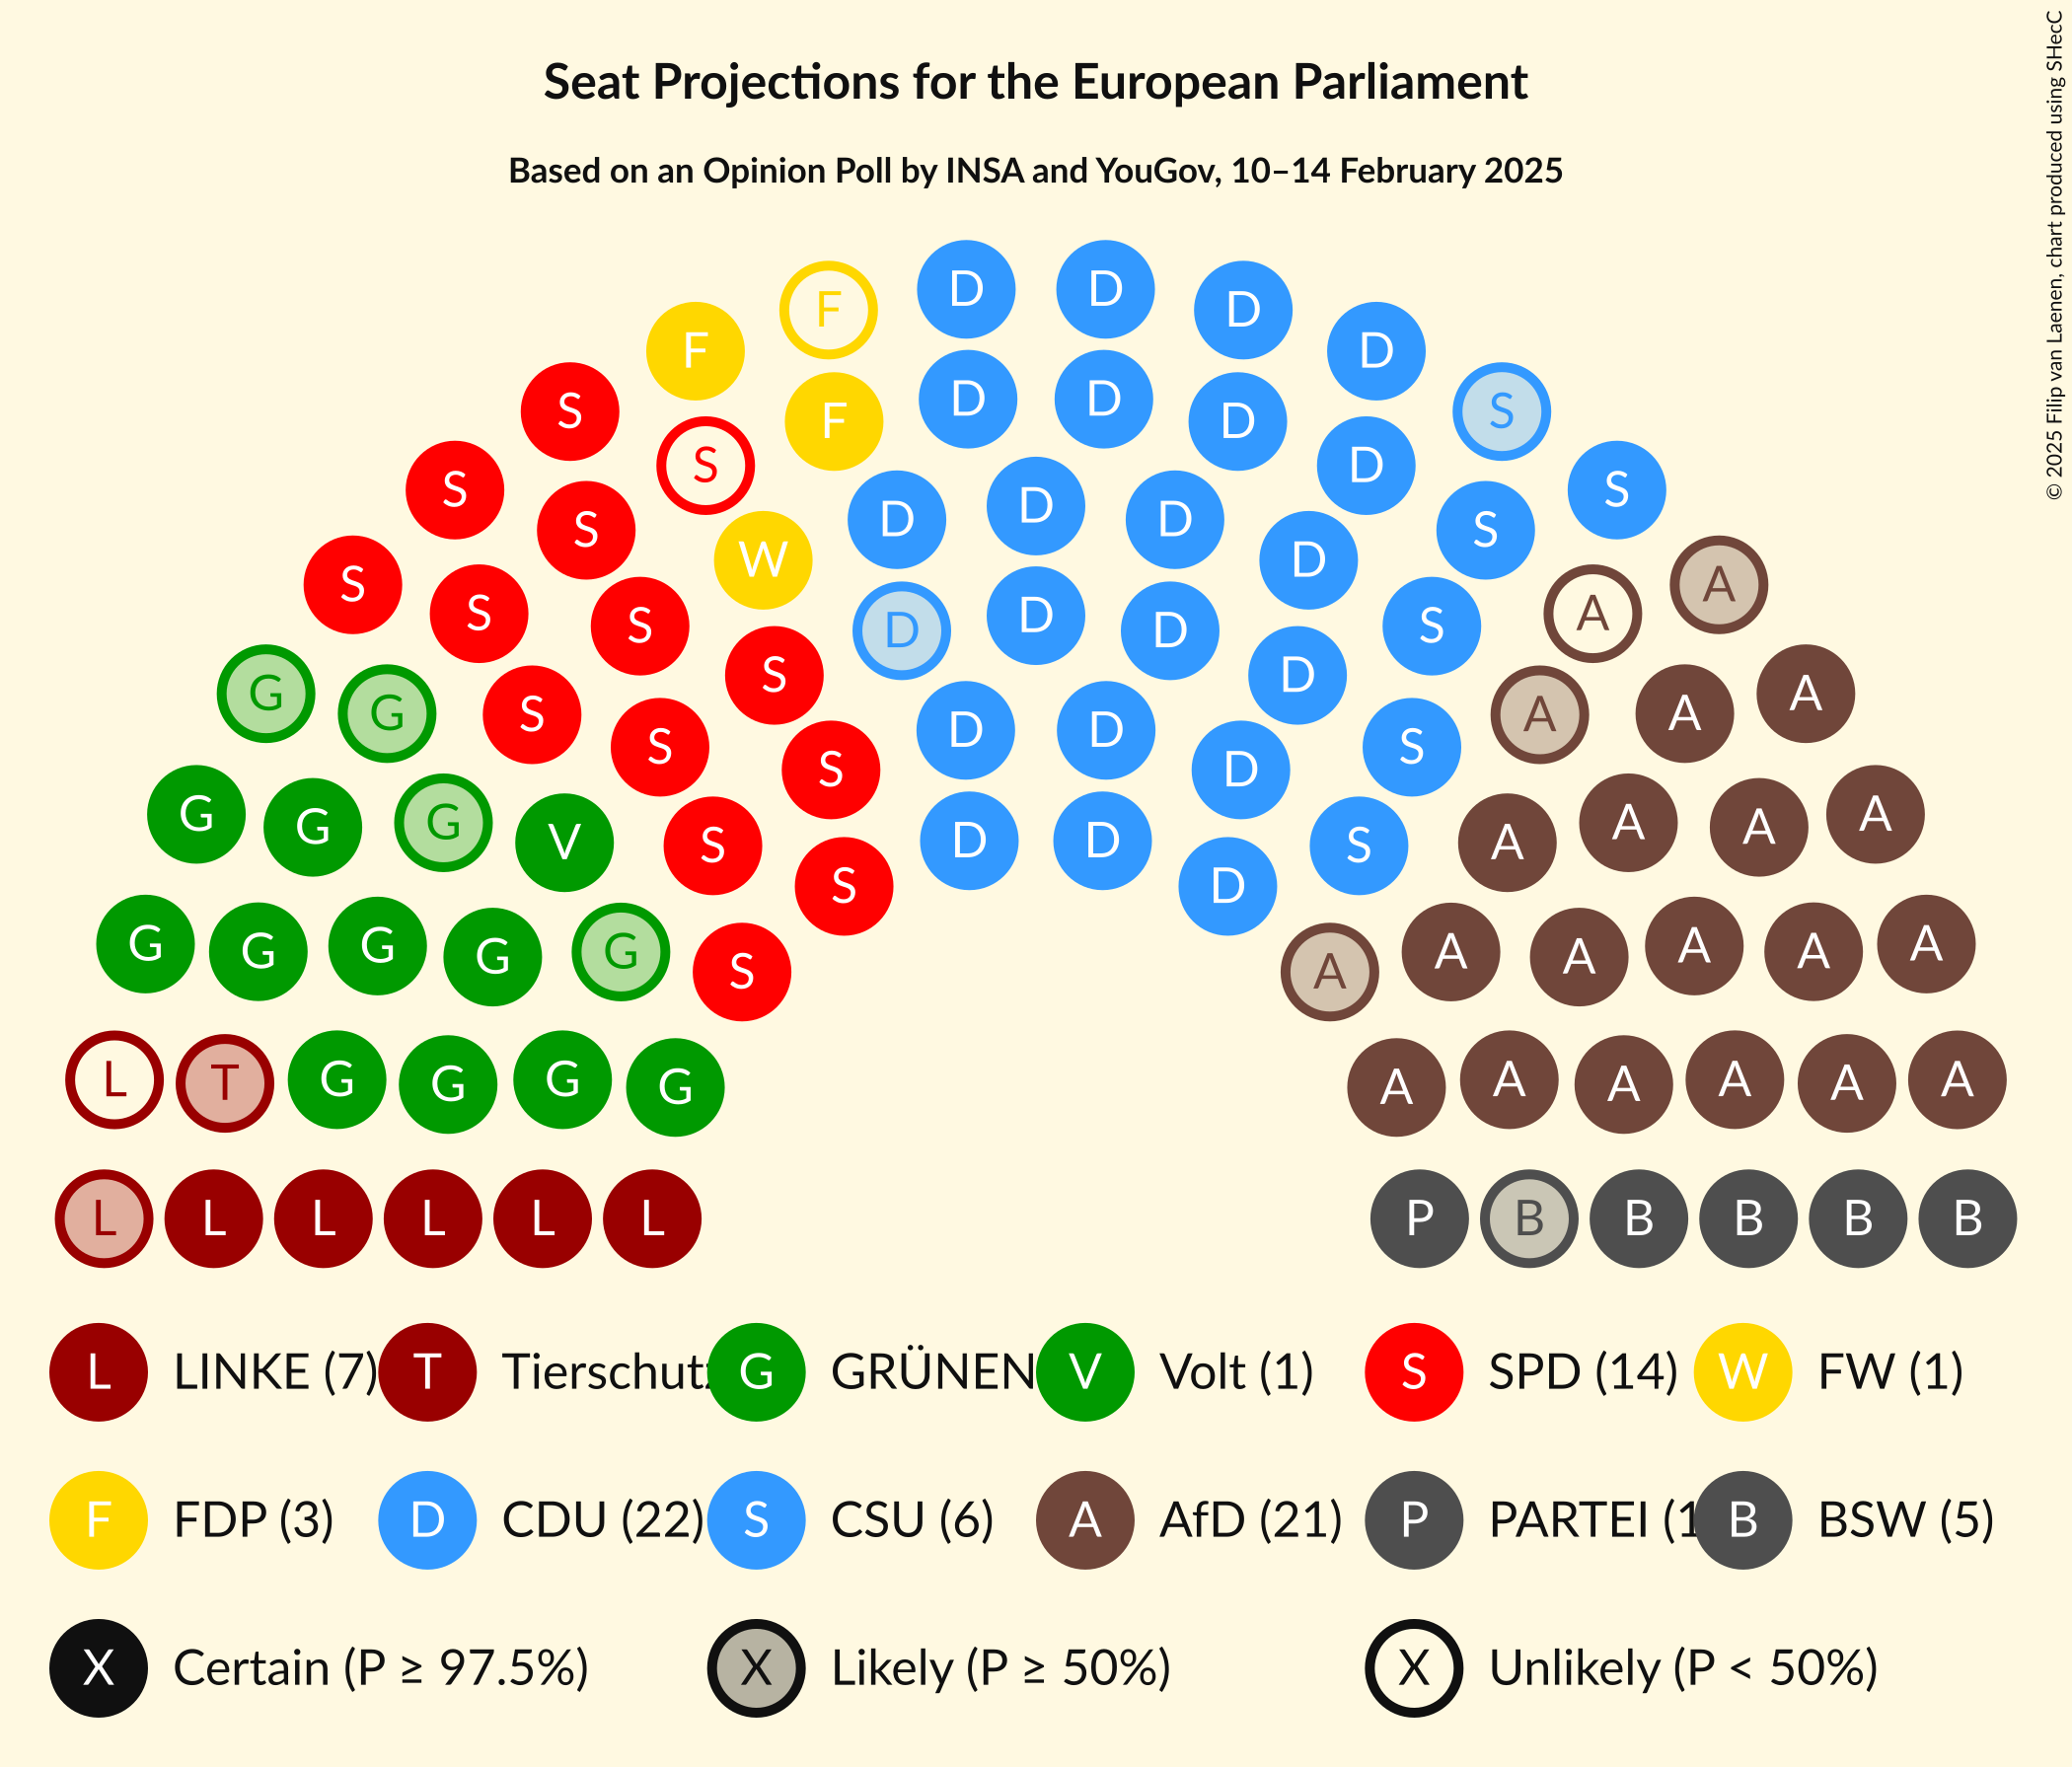 Seat Projections for the European Parliament
Based on an Opinion Poll by INSA and YouGov, 10–14 February 2025
© 2025 Filip van Laenen, chart produced using SHecC
D D
F D
F D
D D
S S
F D
S D
S S
D
D D
S S
W D
S A
S A
D
S S
D D
S D
G A
G S A A
D D
S S
S D
G A
G A
G A
G V D D A
S S
S D
G G A A
G G A A
G G A A
S A
L G G A A A
T G G A A A
L L L L L L P B B B B B
L LINKE (7) T Tierschut G GRÜNEN V Volt (1) S SPD (14) W FW (1)
F FDP (3) D CDU (22) S CSU (6) A AfD (21) P PARTEI (1 B BSW (5)
X Certain (P ≥ 97.5%) X Likely (P ≥ 50%) X Unlikely (P < 50%)